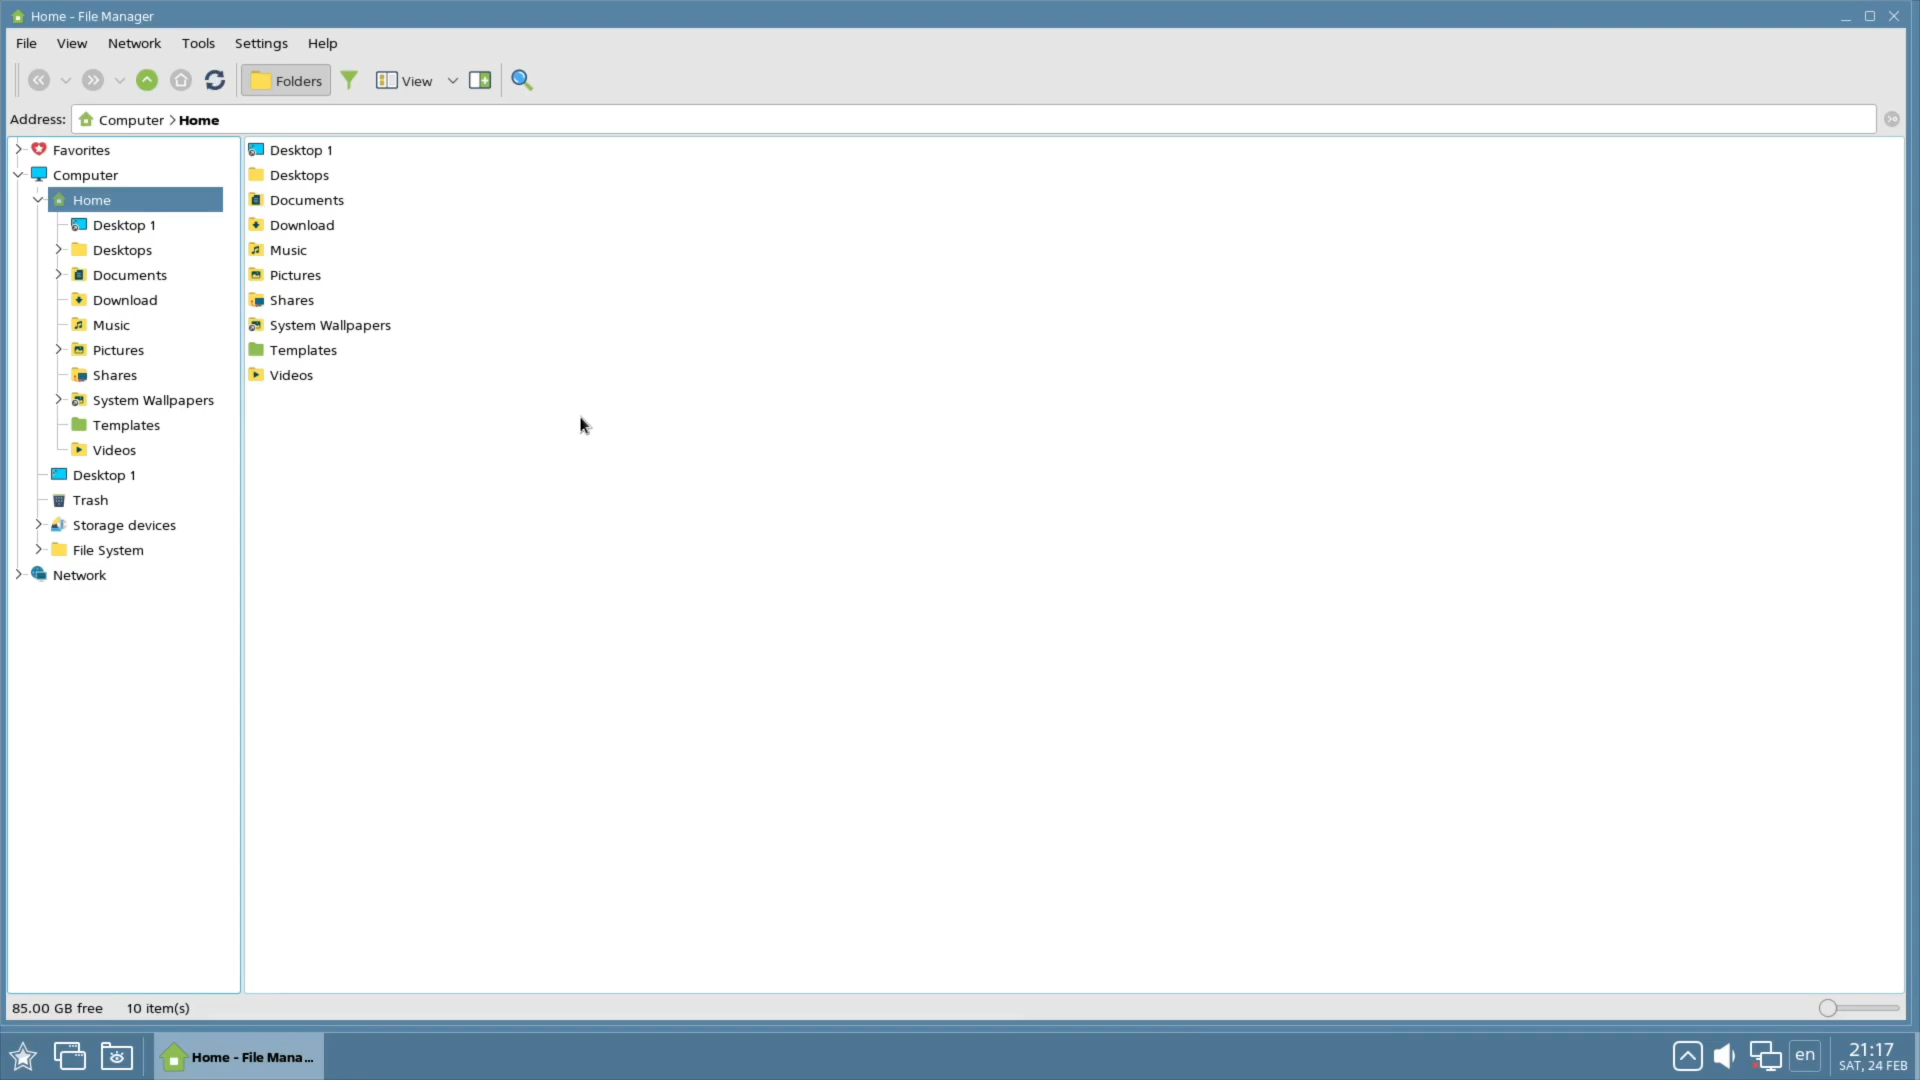 Home - File Manager
File View Network Tools Settings Help
Folders View
Address: Computer Home
Favorites
Computer
Home
Desktop 1
Desktops
Documents
Download
Music
Pictures
Shares
System Wallpapers
Templates
Videos
Desktop 1
Trash
Storage devices
File System
Network
Desktop 1
Desktops
Documents
Download
Music
Pictures
Shares
System Wallpapers
Templates
Videos
85.00 GB free 10 item(s)
Home - File Mana...
en
21:17
SAT, 24 FEB